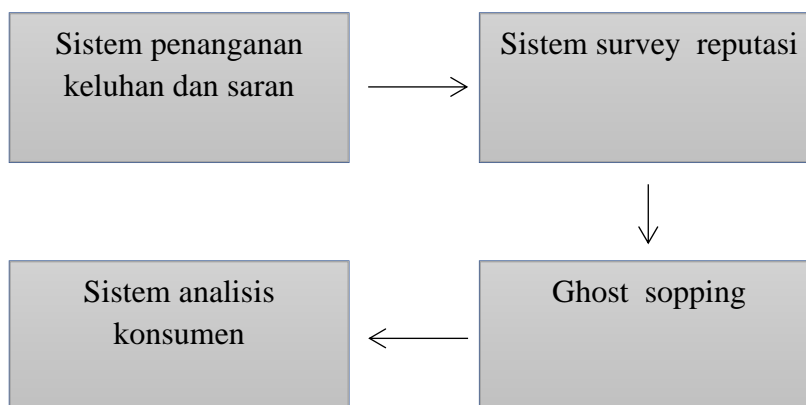 Sistem penanganan
keluhan dan saran
Sistem survey reputasi
Ghost sopping
Sistem analisis
konsumen